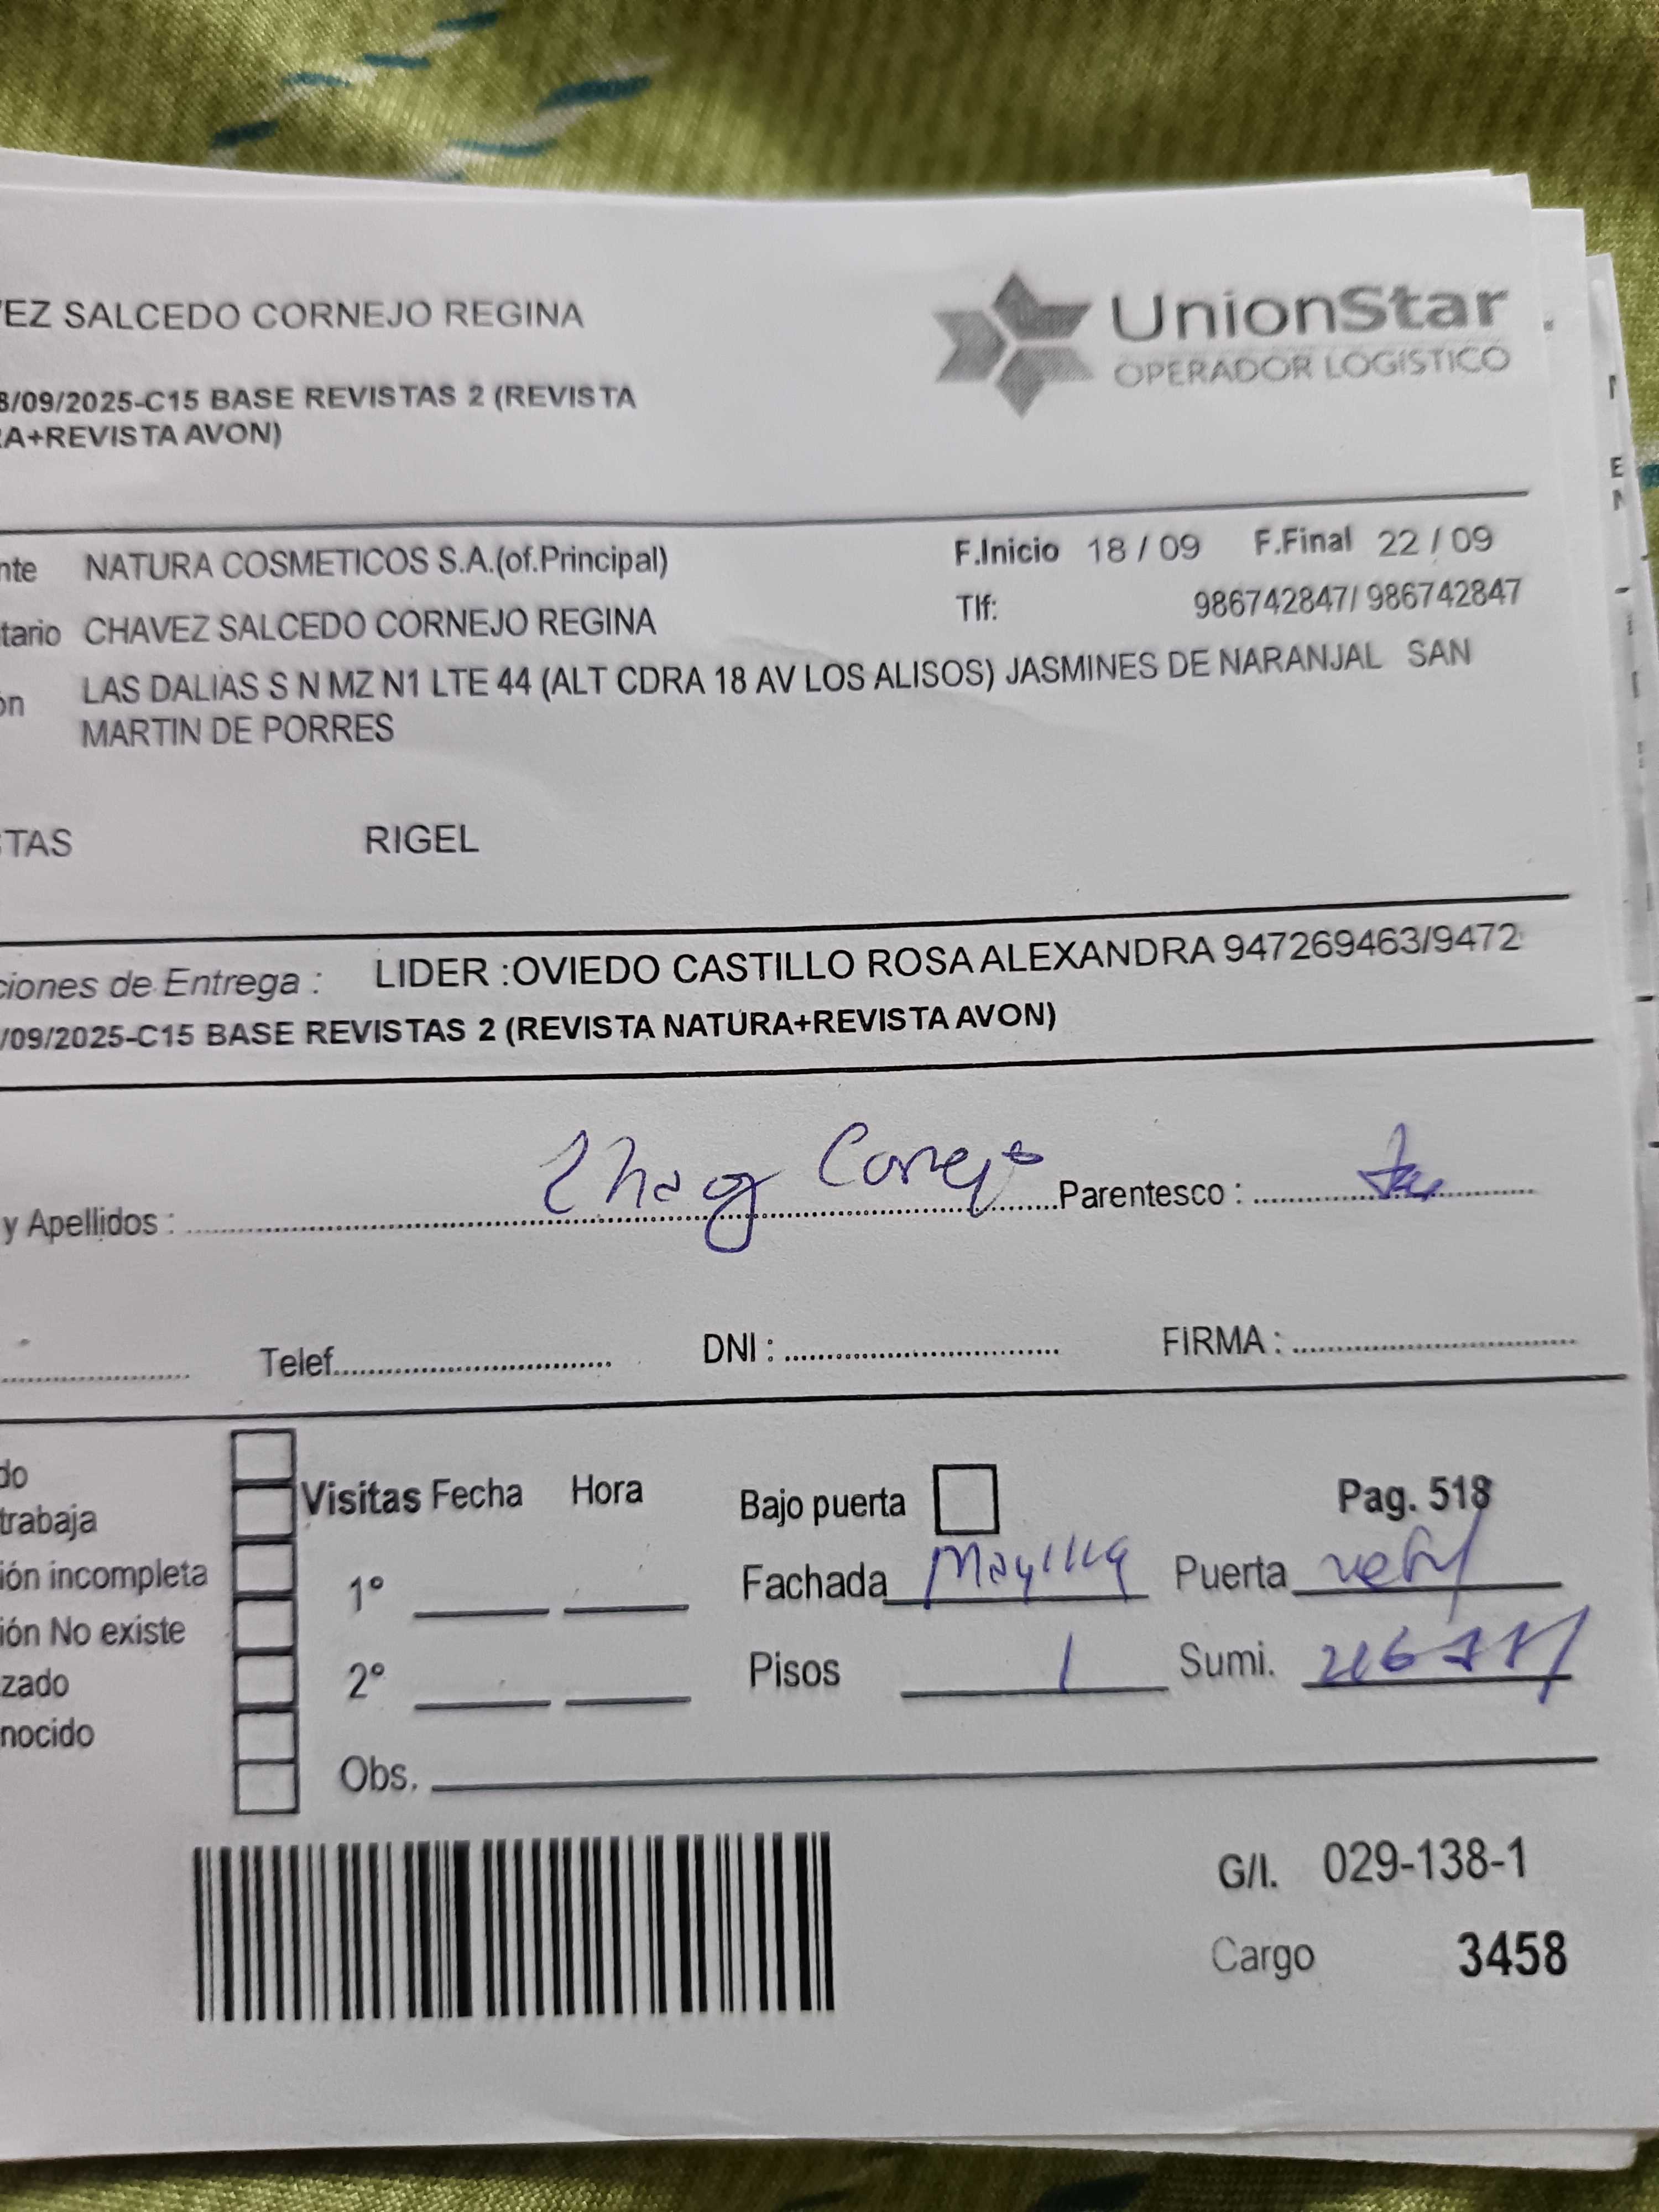 VEZ SALCEDO CORNEJO REGINA
UnionStar
OPERADOR LOGÍSTICO
8/09/2025-C15 BASE REVISTAS 2 (REVISTA
RA+REVISTA AVON)
nte NATURA COSMETICOS S.A.(of.Principal) F.Inicio 18 / 09 F.Final 22 / 09
tario CHAVEZ SALCEDO CORNEJO REGINA Tlf: 986742847/ 986742847
ón LAS DALIAS S N MZ N1 LTE 44 (ALT CDRA 18 AV LOS ALISOS) JASMINES DE NARANJAL SAN
MARTIN DE PORRES
TAS RIGEL
ciones de Entrega : LIDER :OVIEDO CASTILLO ROSA ALEXANDRA 947269463/9472
/09/2025-C15 BASE REVISTAS 2 (REVISTA NATURA+REVISTA AVON)
y Apellidos : Cornejo Parentesco :
Telef. DNI : FIRMA :
do
Visitas Fecha Hora Bajo puerta Pag. 518
trabaja
ión incompleta 1° Fachada Puerta
ión No existe
zado 2° Pisos 1 Sumi.
nocido
Obs.
G/I. 029-138-1
Cargo 3458